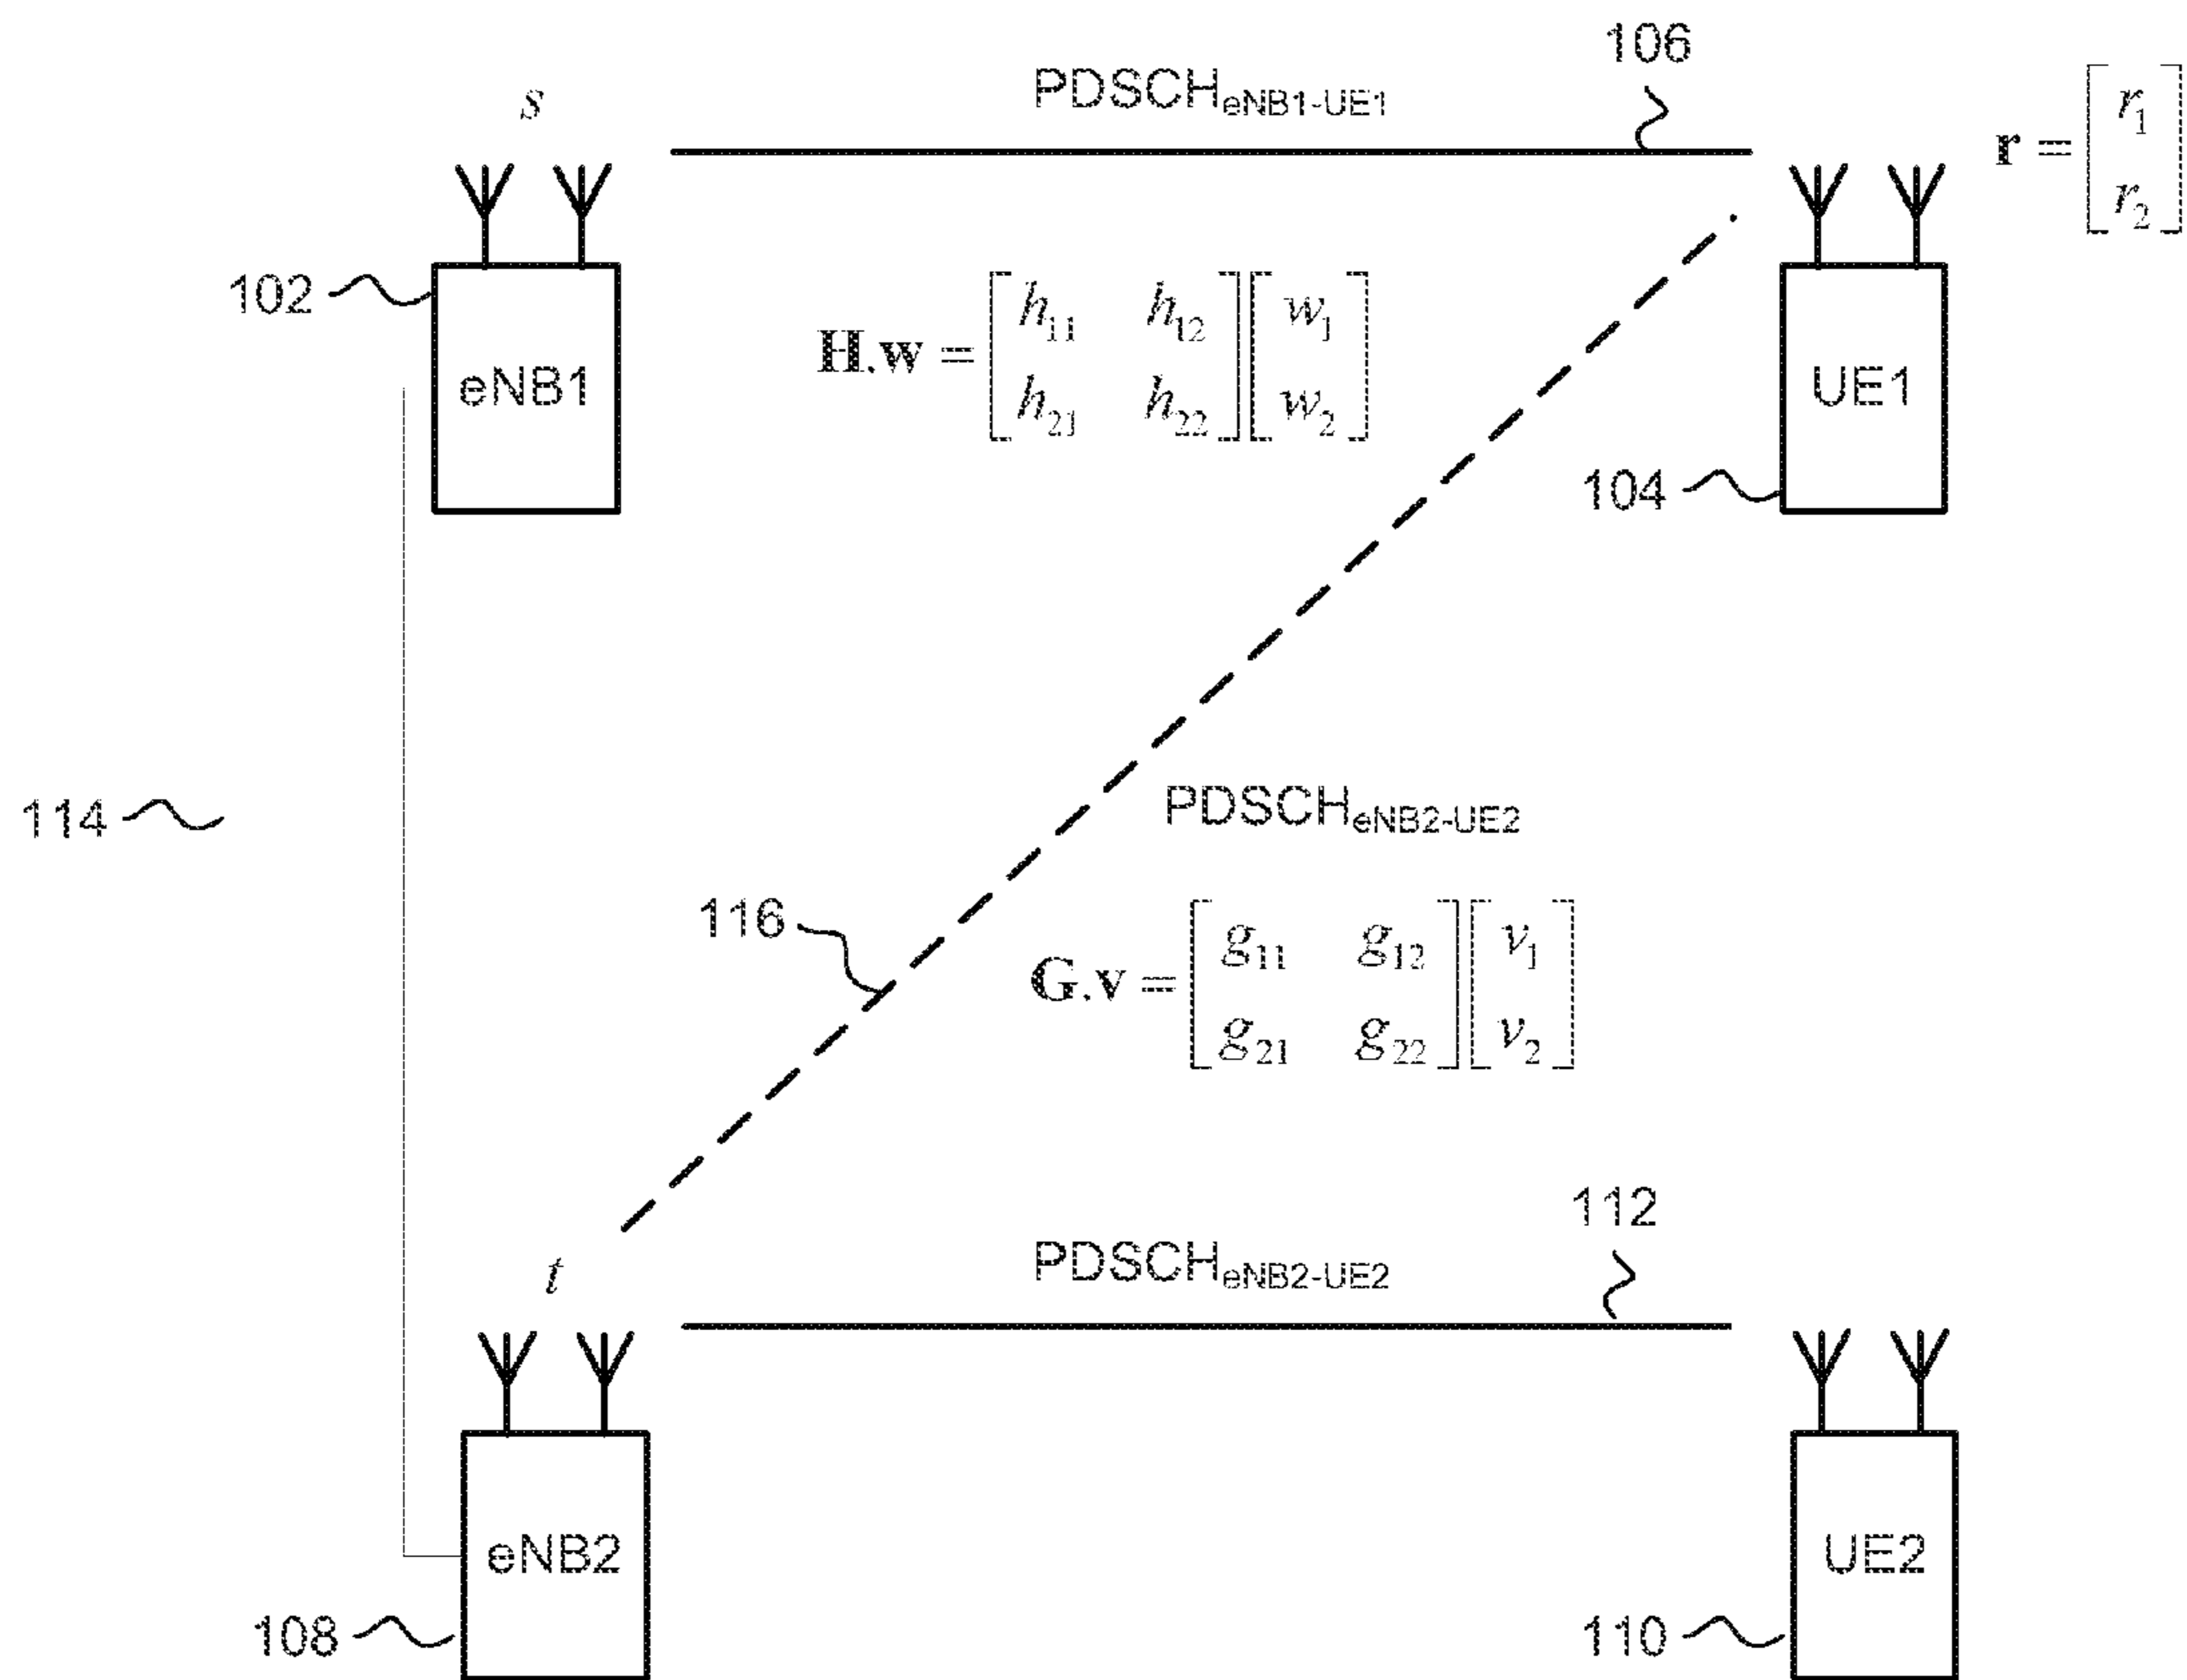 106
s
PDSCH_eNB1-UE1
r = [r_1; r_2]
102
H.w = [h_11 h_12; h_21 h_22][w_1; w_2]
eNB1
UE1
104
114
PDSCH_eNB2-UE2
116
G.v = [g_11 g_12; g_21 g_22][v_1; v_2]
112
t
PDSCH_eNB2-UE2
eNB2
UE2
108
110